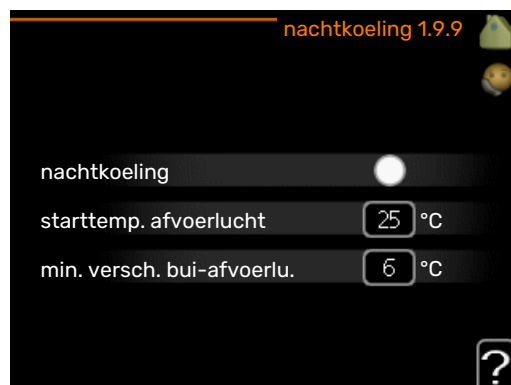 nachtkoeling 1.9.9
nachtkoeling
starttemp. afvoerlucht 25 °C
min. versch. bui-afvoerlu. 6 °C
?